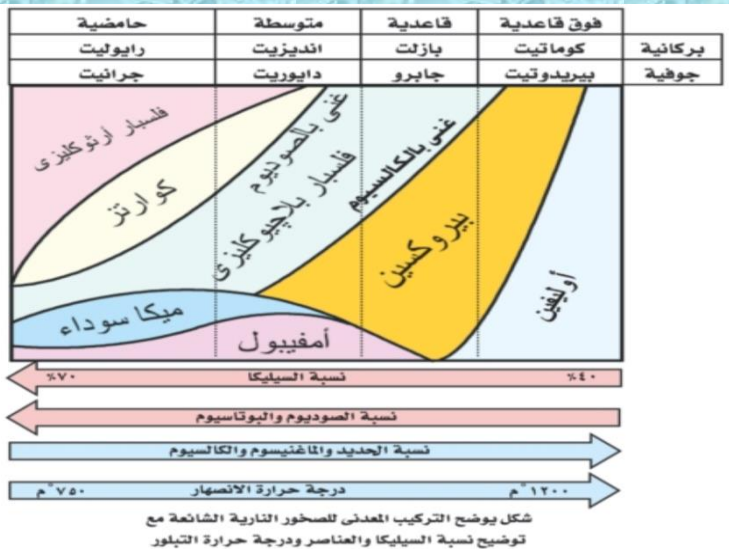 فوق قاعدية قاعدية متوسطة حامضية
بركانية كوماتيت بازلت انديزيت رايوليت
جوفية بيريدوتيت جابرو دايوريت جرانيت
فلسبار أرثوكليزى
كوارتز
غنى بالصوديوم
فلسبار بلاچيوكليزى
غنى بالكالسيوم
بيروكسين
أوليفين
ميكا سوداء
أمفيبول
٤٠٪ نسبة السيليكا ٧٠٪
نسبة الصوديوم والبوتاسيوم
نسبة الحديد والماغنيسوم والكالسيوم
١٢٠٠°م درجة حرارة الانصهار ٧٥٠°م
شكل يوضح التركيب المعدنى للصخور النارية الشائعة مع
توضيح نسبة السيليكا والعناصر ودرجة حرارة التبلور